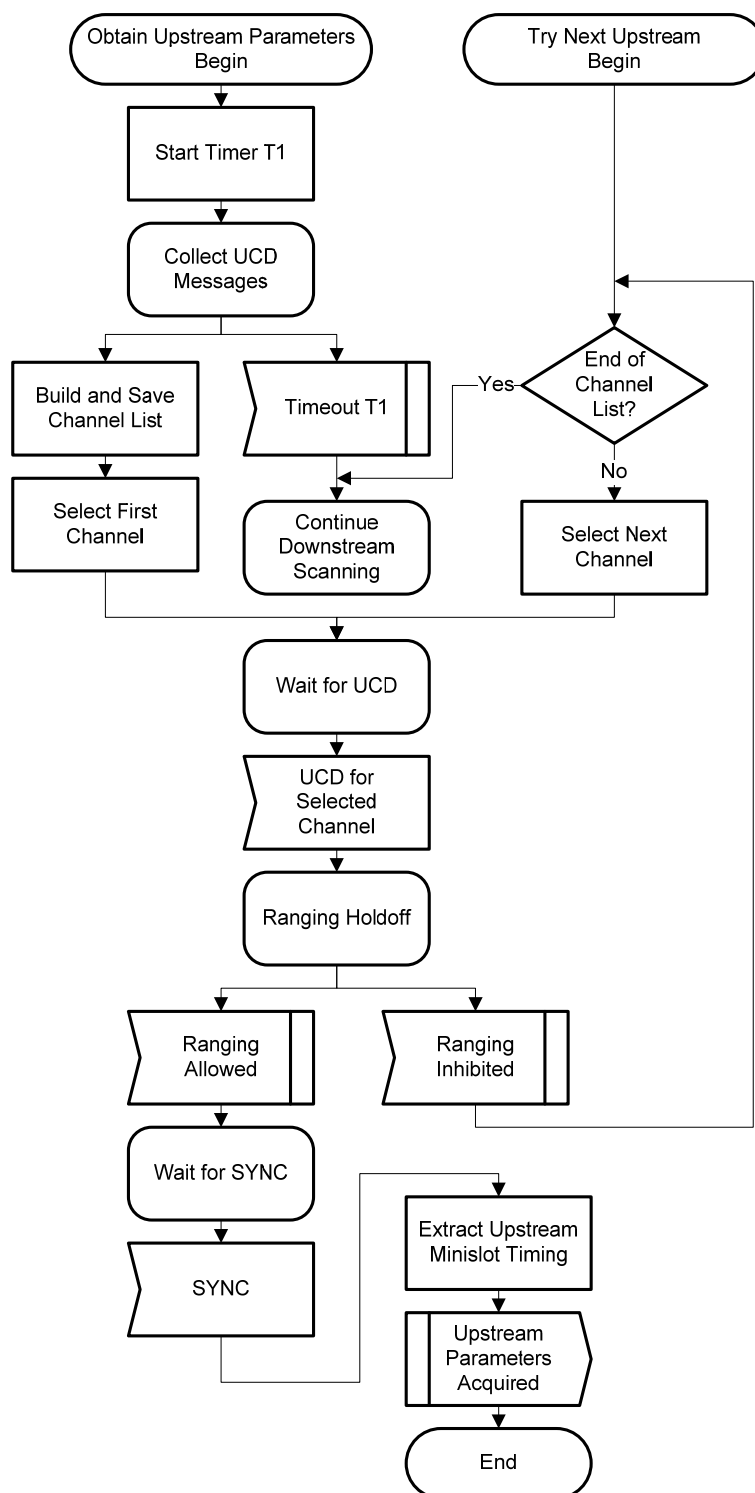 Obtain Upstream Parameters
Begin
Try Next Upstream
Begin
Start Timer T1
Collect UCD
Messages
Build and Save
Channel List
Timeout T1
Yes
End of
Channel
List?
No
Select First
Channel
Continue
Downstream
Scanning
Select Next
Channel
Wait for UCD
UCD for
Selected
Channel
Ranging Holdoff
Ranging
Allowed
Ranging
Inhibited
Wait for SYNC
SYNC
Extract Upstream
Minislot Timing
Upstream
Parameters
Acquired
End